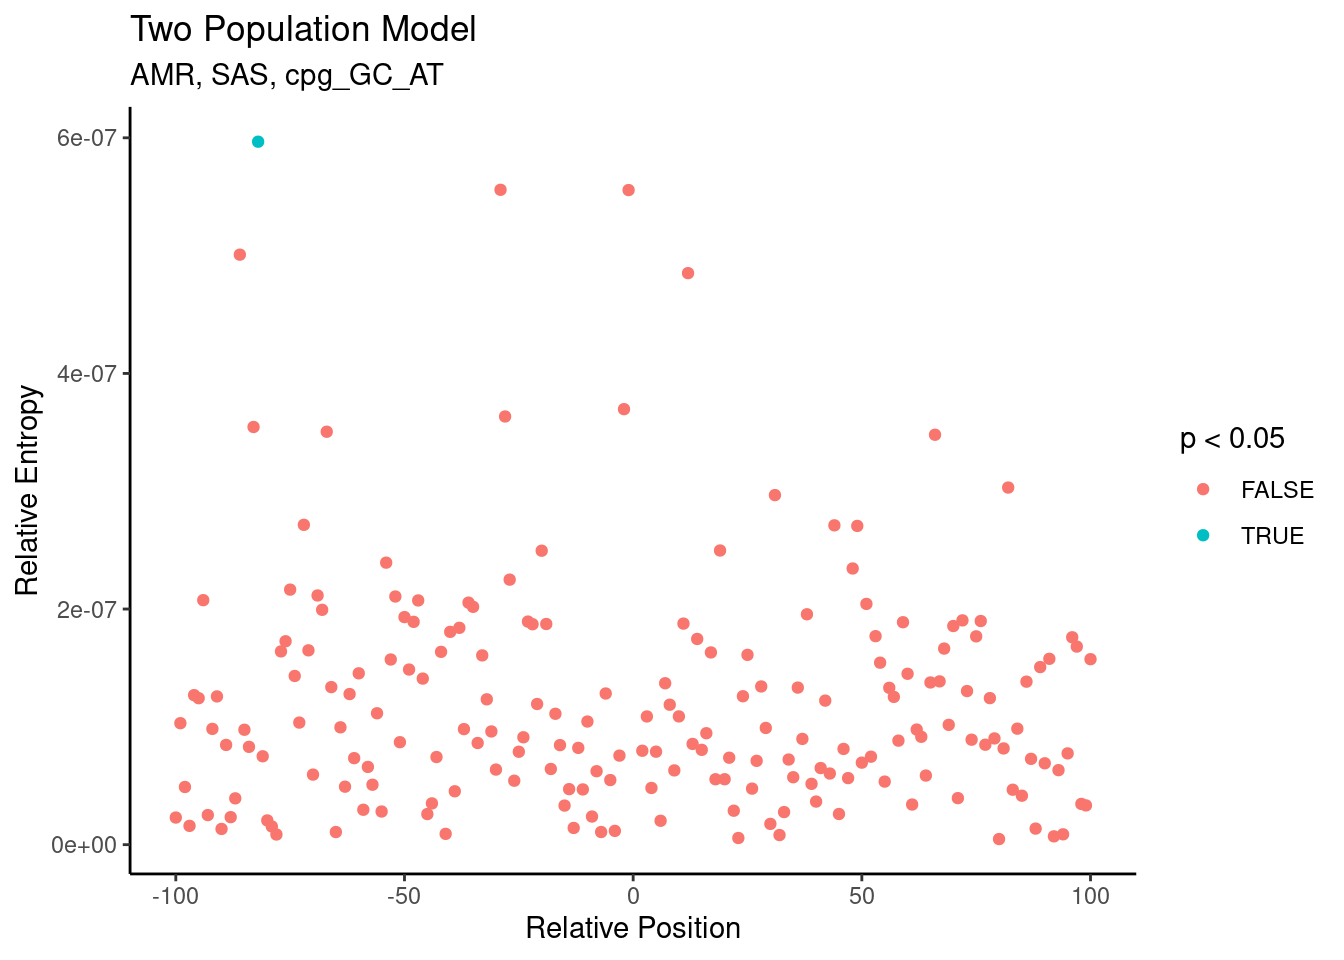 Two Population Model
AMR, SAS, cpg_GC_AT
6e-07
4e-07
2e-07
0e+00
Relative Entropy
-100
-50
0
50
100
Relative Position
p < 0.05
FALSE
TRUE